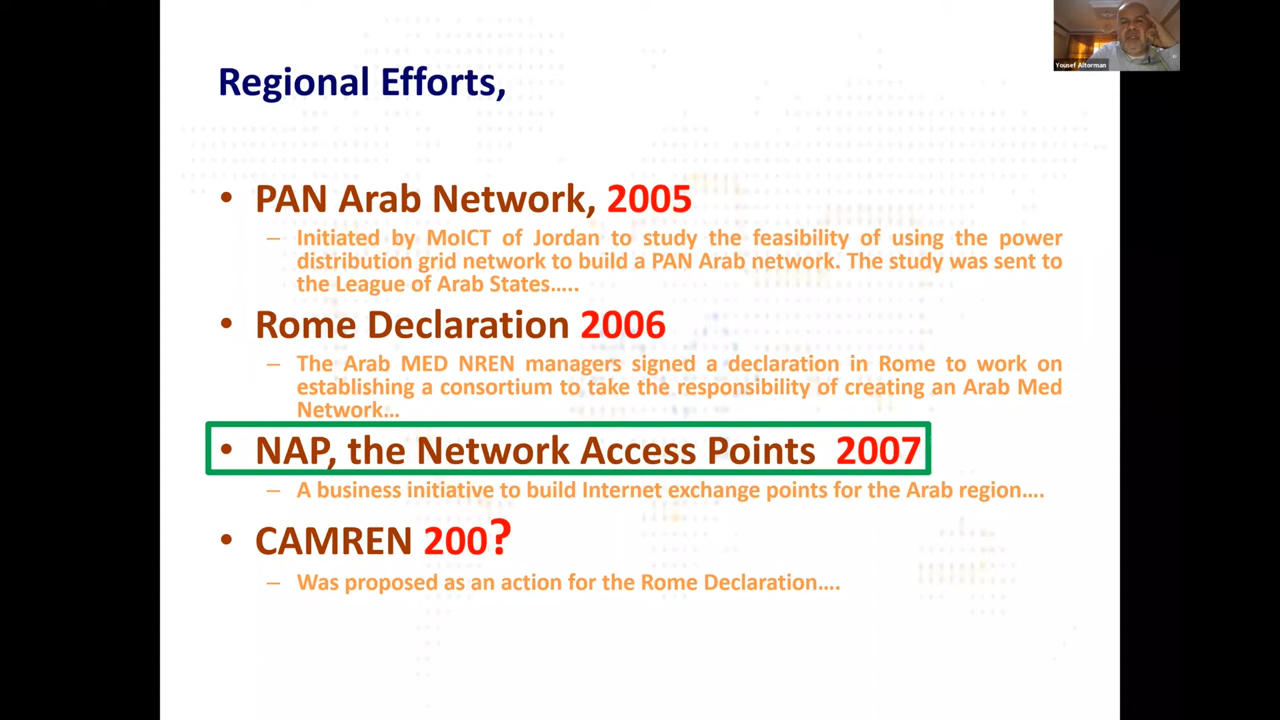 Yousef Altorman
Regional Efforts,
• PAN Arab Network, 2005
– Initiated by MoICT of Jordan to study the feasibility of using the power
distribution grid network to build a PAN Arab network. The study was sent to
the League of Arab States…..
• Rome Declaration 2006
– The Arab MED NREN managers signed a declaration in Rome to work on
establishing a consortium to take the responsibility of creating an Arab Med
Network…
• NAP, the Network Access Points 2007
– A business initiative to build Internet exchange points for the Arab region….
• CAMREN 200?
– Was proposed as an action for the Rome Declaration….